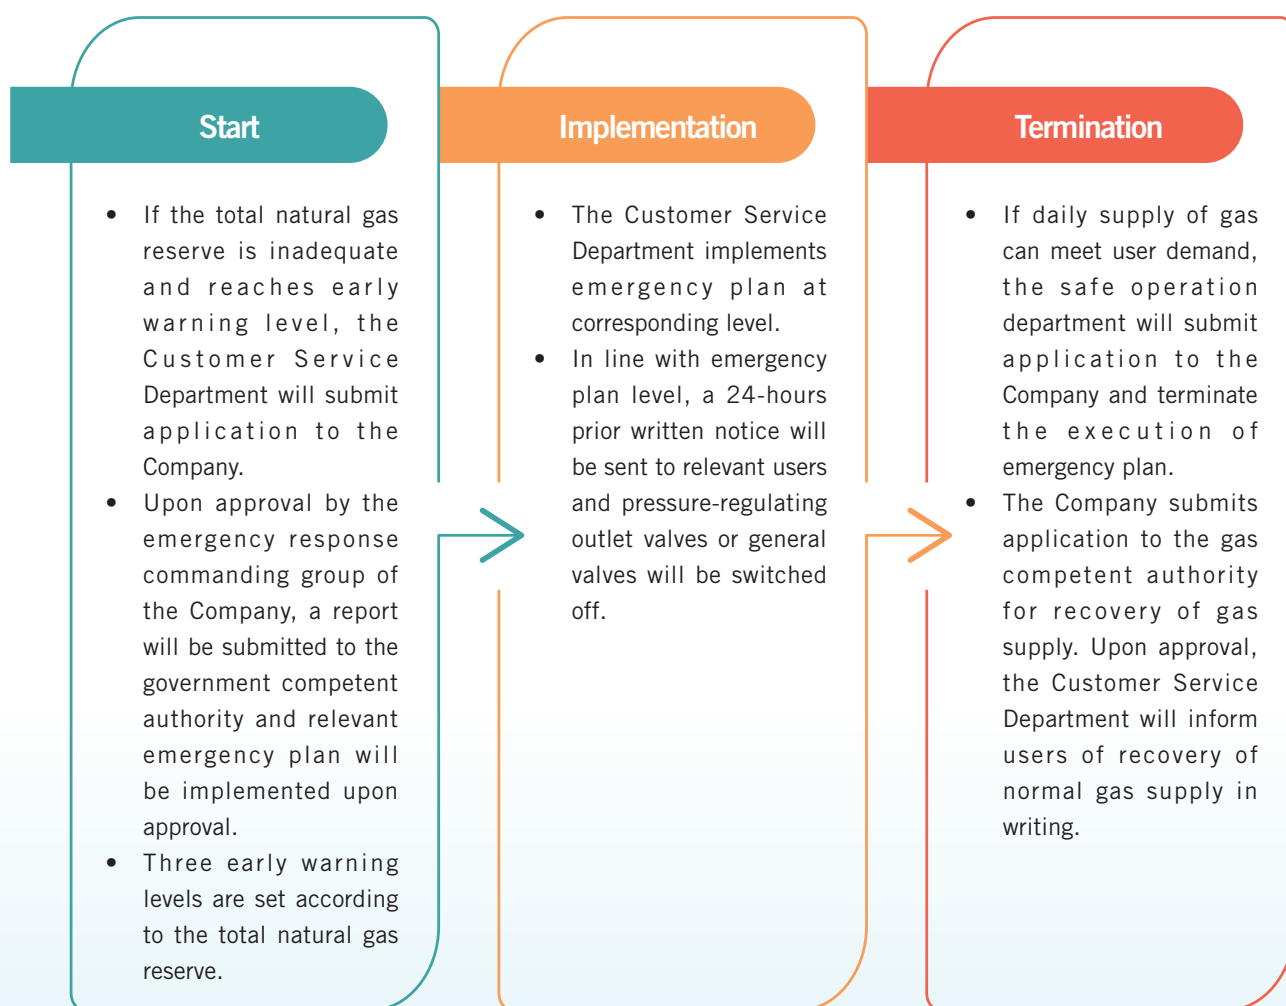 Start
• If the total natural gas
reserve is inadequate
and reaches early
warning level, the
Customer Service
Department will submit
application to the
Company.
• Upon approval by the
emergency response
commanding group of
the Company, a report
will be submitted to the
government competent
authority and relevant
emergency plan will
be implemented upon
approval.
• Three early warning
levels are set according
to the total natural gas
reserve.
Implementation
• The Customer Service
Department implements
emergency plan at
corresponding level.
• In line with emergency
plan level, a 24-hours
prior written notice will
be sent to relevant users
and pressure-regulating
outlet valves or general
valves will be switched
off.
Termination
• If daily supply of gas
can meet user demand,
the safe operation
department will submit
application to the
Company and terminate
the execution of
emergency plan.
• The Company submits
application to the gas
competent authority
for recovery of gas
supply. Upon approval,
the Customer Service
Department will inform
users of recovery of
normal gas supply in
writing.